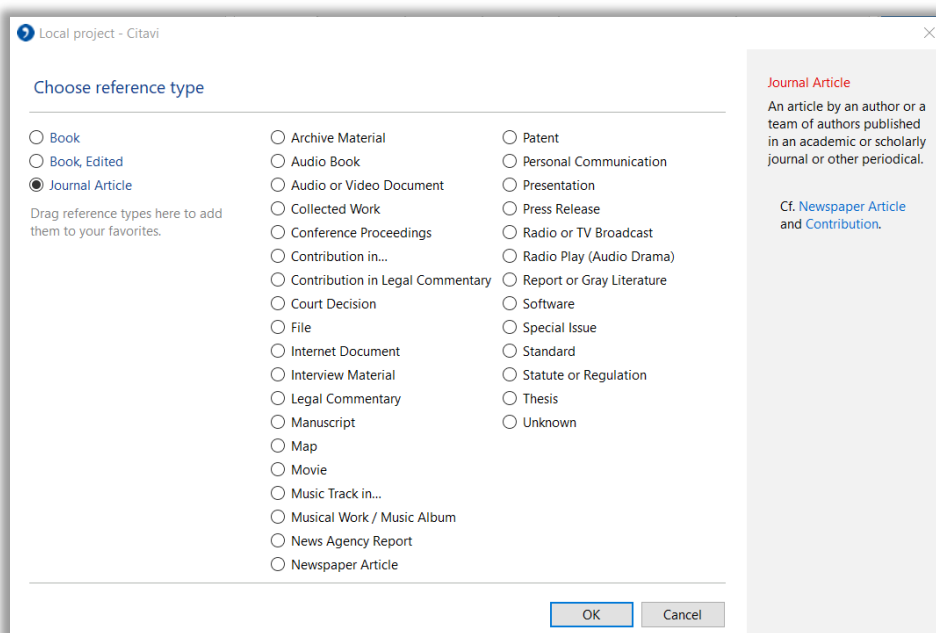 Local project - Citavi
Choose reference type
Book
Book, Edited
Journal Article
Drag reference types here to add
them to your favorites.
Archive Material
Audio Book
Audio or Video Document
Collected Work
Conference Proceedings
Contribution in...
Contribution in Legal Commentary
Court Decision
File
Internet Document
Interview Material
Legal Commentary
Manuscript
Map
Movie
Music Track in...
Musical Work / Music Album
News Agency Report
Newspaper Article
Patent
Personal Communication
Presentation
Press Release
Radio or TV Broadcast
Radio Play (Audio Drama)
Report or Gray Literature
Software
Special Issue
Standard
Statute or Regulation
Thesis
Unknown
Journal Article
An article by an author or a
team of authors published
in an academic or scholarly
journal or other periodical.
Cf. Newspaper Article
and Contribution.
OK
Cancel